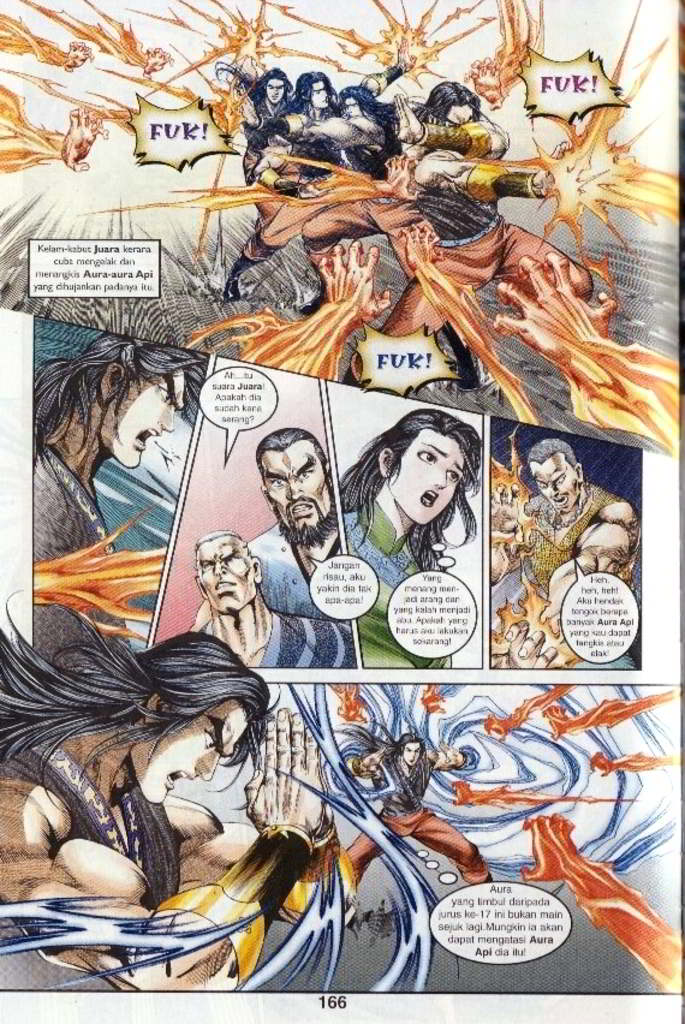 FUK!
FUK!
Kelam-kabut Juara kerana
cuba mengelak dan
menangkis Aura-aura Api
yang dihujankan padanya itu.
FUK!
Ah...tu
suara Juara!
Apakah dia
sudah kena
serang?
Jangan
risau, aku
yakin dia tak
apa-apa!
Yang
menang men-
jadi arang dan
yang kalah menjadi
abu. Apakah yang
harus aku lakukan
sekarang?
Heh,
heh, heh!
Aku hendak
tengok berapa
banyak Aura Api
yang kau dapat
tangkis atau
elak!
Aura
yang timbul daripada
jurus ke-17 ini bukan main
sejuk lagi.Mungkin ia akan
dapat mengatasi Aura
Api dia itu!
166